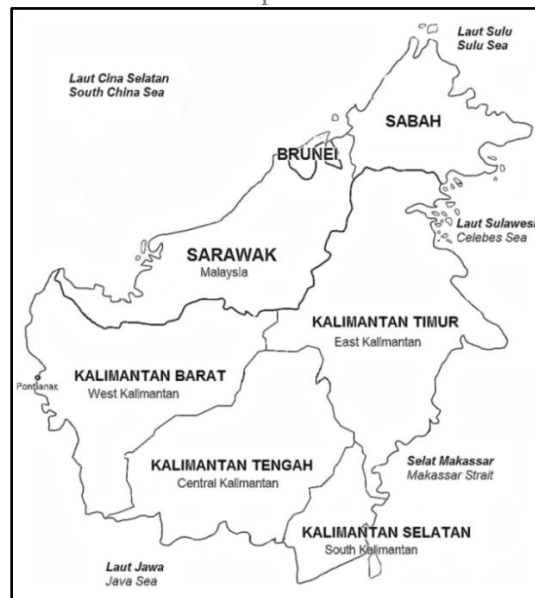 Laut Sulu
Sulu Sea
Laut Cina Selatan
South China Sea
SABAH
BRUNEI
Laut Sulawesi
Celebes Sea
SARAWAK
Malaysia
KALIMANTAN TIMUR
East Kalimantan
KALIMANTAN BARAT
West Kalimantan
Pontianak
KALIMANTAN TENGAH
Central Kalimantan
Selat Makassar
Makassar Strait
KALIMANTAN SELATAN
South Kalimantan
Laut Jawa
Java Sea